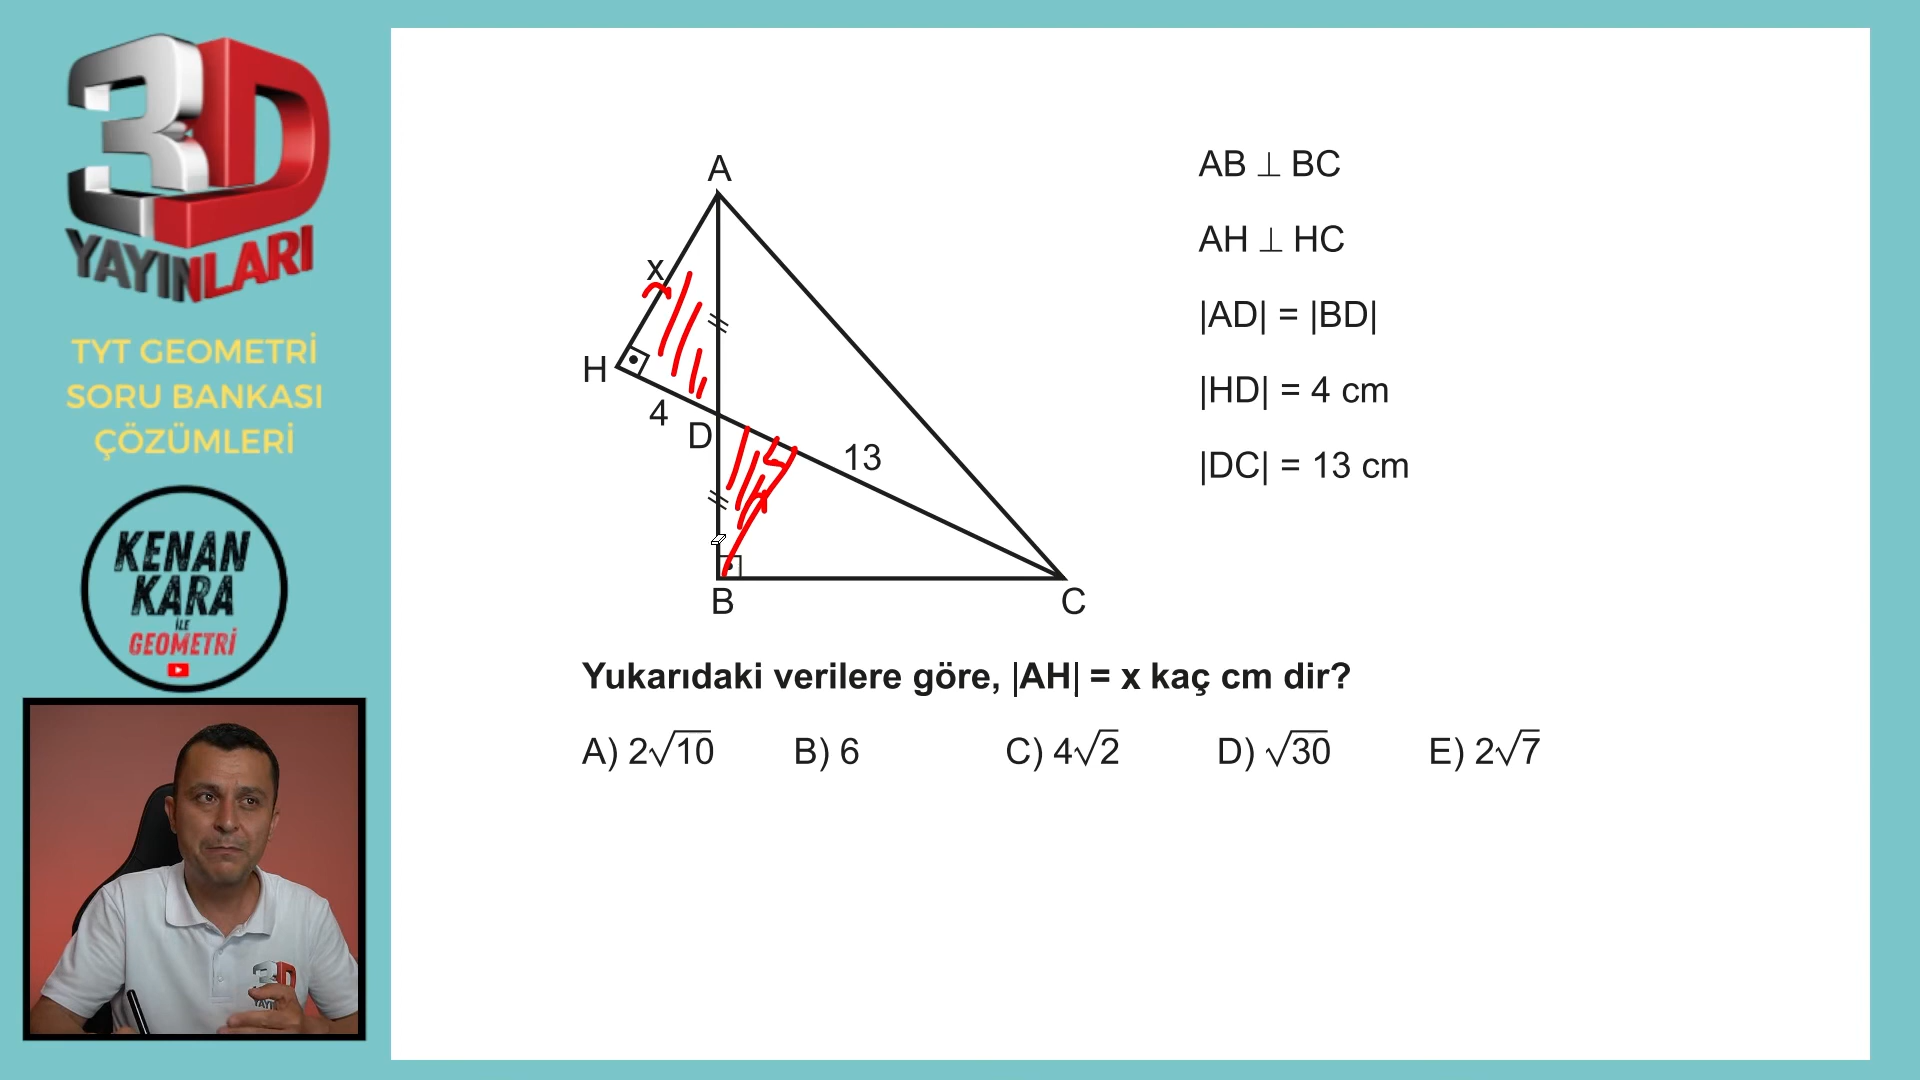 3D
YAYINLARI
TYT GEOMETRİ
SORU BANKASI
ÇÖZÜMLERİ
KENAN
KARA
İLE
GEOMETRİ
A
x
H
4
D
13
B
C
AB ⊥ BC
AH ⊥ HC
|AD| = |BD|
|HD| = 4 cm
|DC| = 13 cm
Yukarıdaki verilere göre, |AH| = x kaç cm dir?
A) 2√10 B) 6 C) 4√2 D) √30 E) 2√7
3D